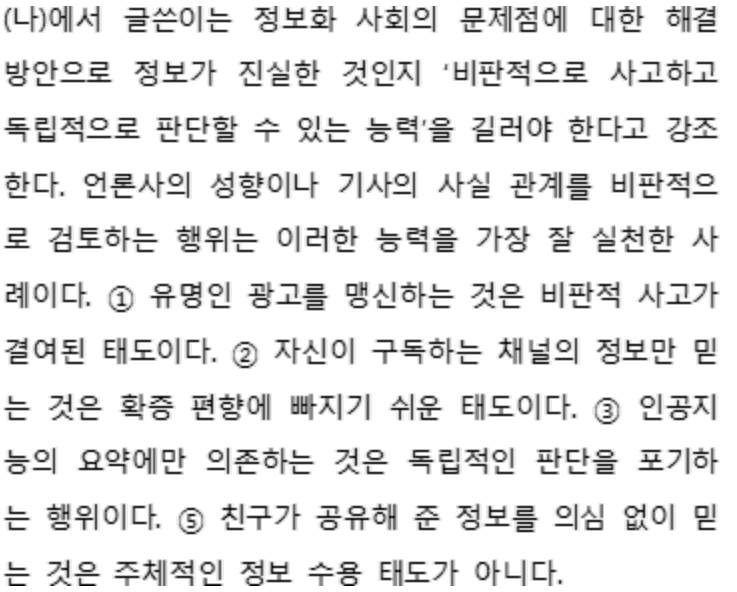 (나)에서 글쓴이는 정보화 사회의 문제점에 대한 해결
방안으로 정보가 진실한 것인지 ‘비판적으로 사고하고
독립적으로 판단할 수 있는 능력’을 길러야 한다고 강조
한다. 언론사의 성향이나 기사의 사실 관계를 비판적으
로 검토하는 행위는 이러한 능력을 가장 잘 실천한 사
례이다. ① 유명인 광고를 맹신하는 것은 비판적 사고가
결여된 태도이다. ② 자신이 구독하는 채널의 정보만 믿
는 것은 확증 편향에 빠지기 쉬운 태도이다. ③ 인공지
능의 요약에만 의존하는 것은 독립적인 판단을 포기하
는 행위이다. ⑤ 친구가 공유해 준 정보를 의심 없이 믿
는 것은 주체적인 정보 수용 태도가 아니다.